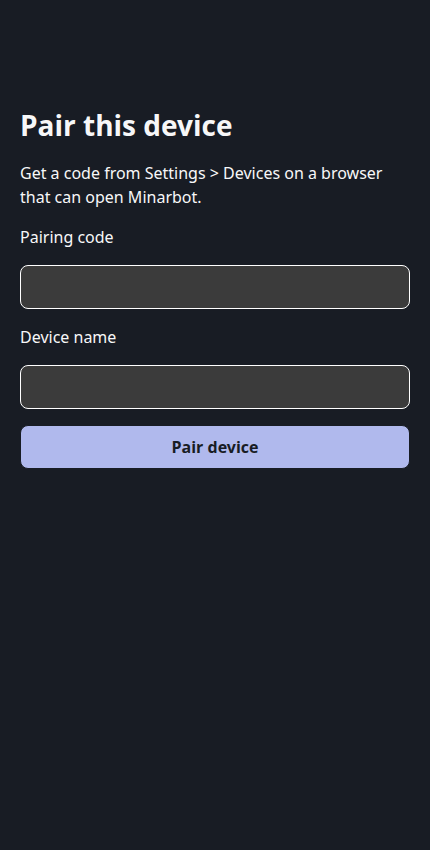 Pair this device
Get a code from Settings > Devices on a browser
that can open Minarbot.
Pairing code
Device name
Pair device